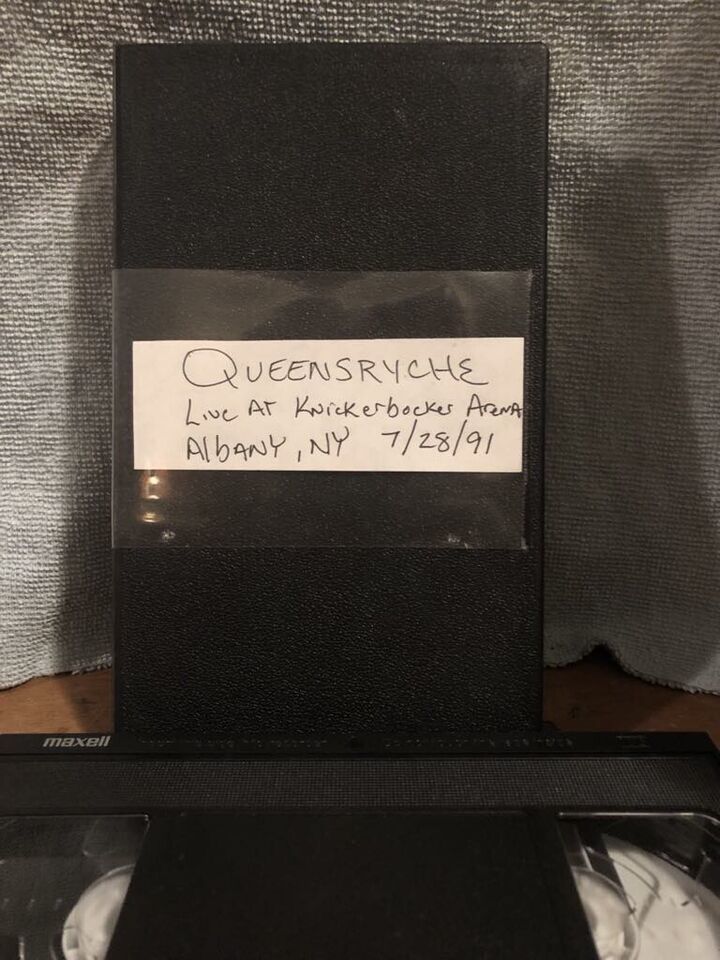 QUEENSRYCHE
Live At Knickerbocker Arena
Albany, NY 7/28/91
maxell